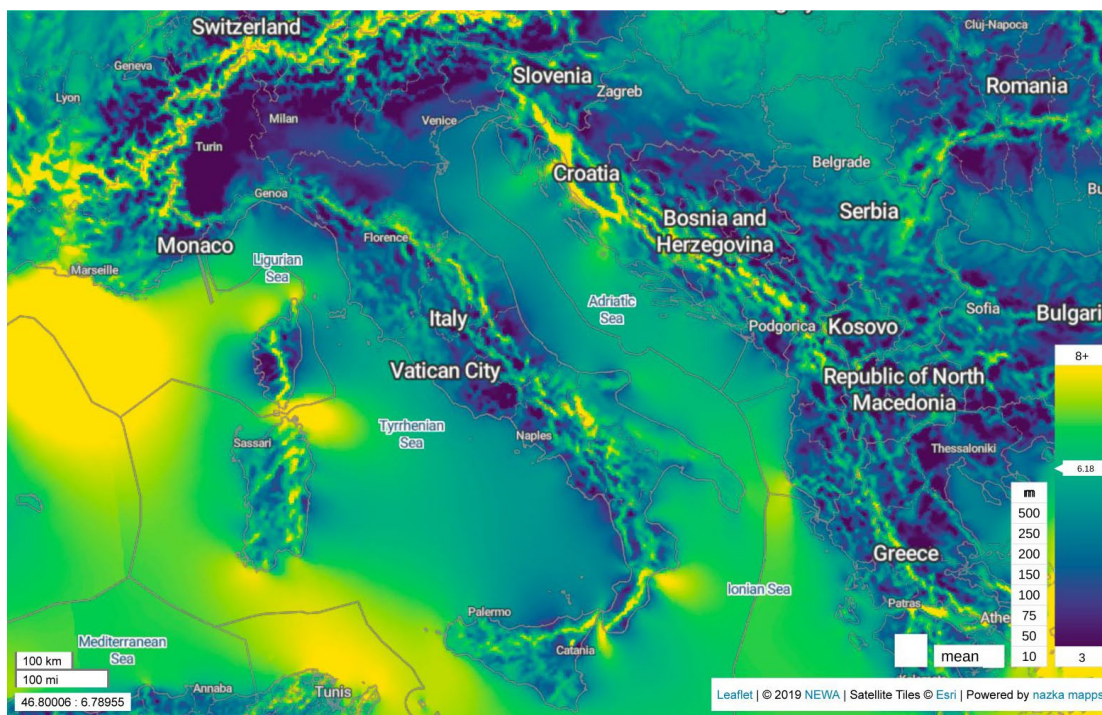 Switzerland
Cluj-Napoca
Geneva
Slovenia
Zagreb
Romania
Lyon
Milan
Venice
Turin
Belgrade
Croatia
Genoa
Serbia
Bosnia and
Herzegovina
Florence
Monaco
Marseille
Ligurian
Sea
Adriatic
Sea
Italy
Podgorica
Kosovo
Sofia
Bulgari
Vatican City
Republic of North
Macedonia
8+
Tyrrhenian
Sea
Sassari
Naples
Thessaloniki
6.18
m
500
250
200
150
100
75
50
10
Greece
Ionian Sea
Patras
Athe
Palermo
Catania
Mediterranean
Sea
mean
3
100 km
100 mi
Annaba
Tunis
46.80006 : 6.78955
Leaflet | © 2019 NEWA | Satellite Tiles © Esri | Powered by nazka mapps